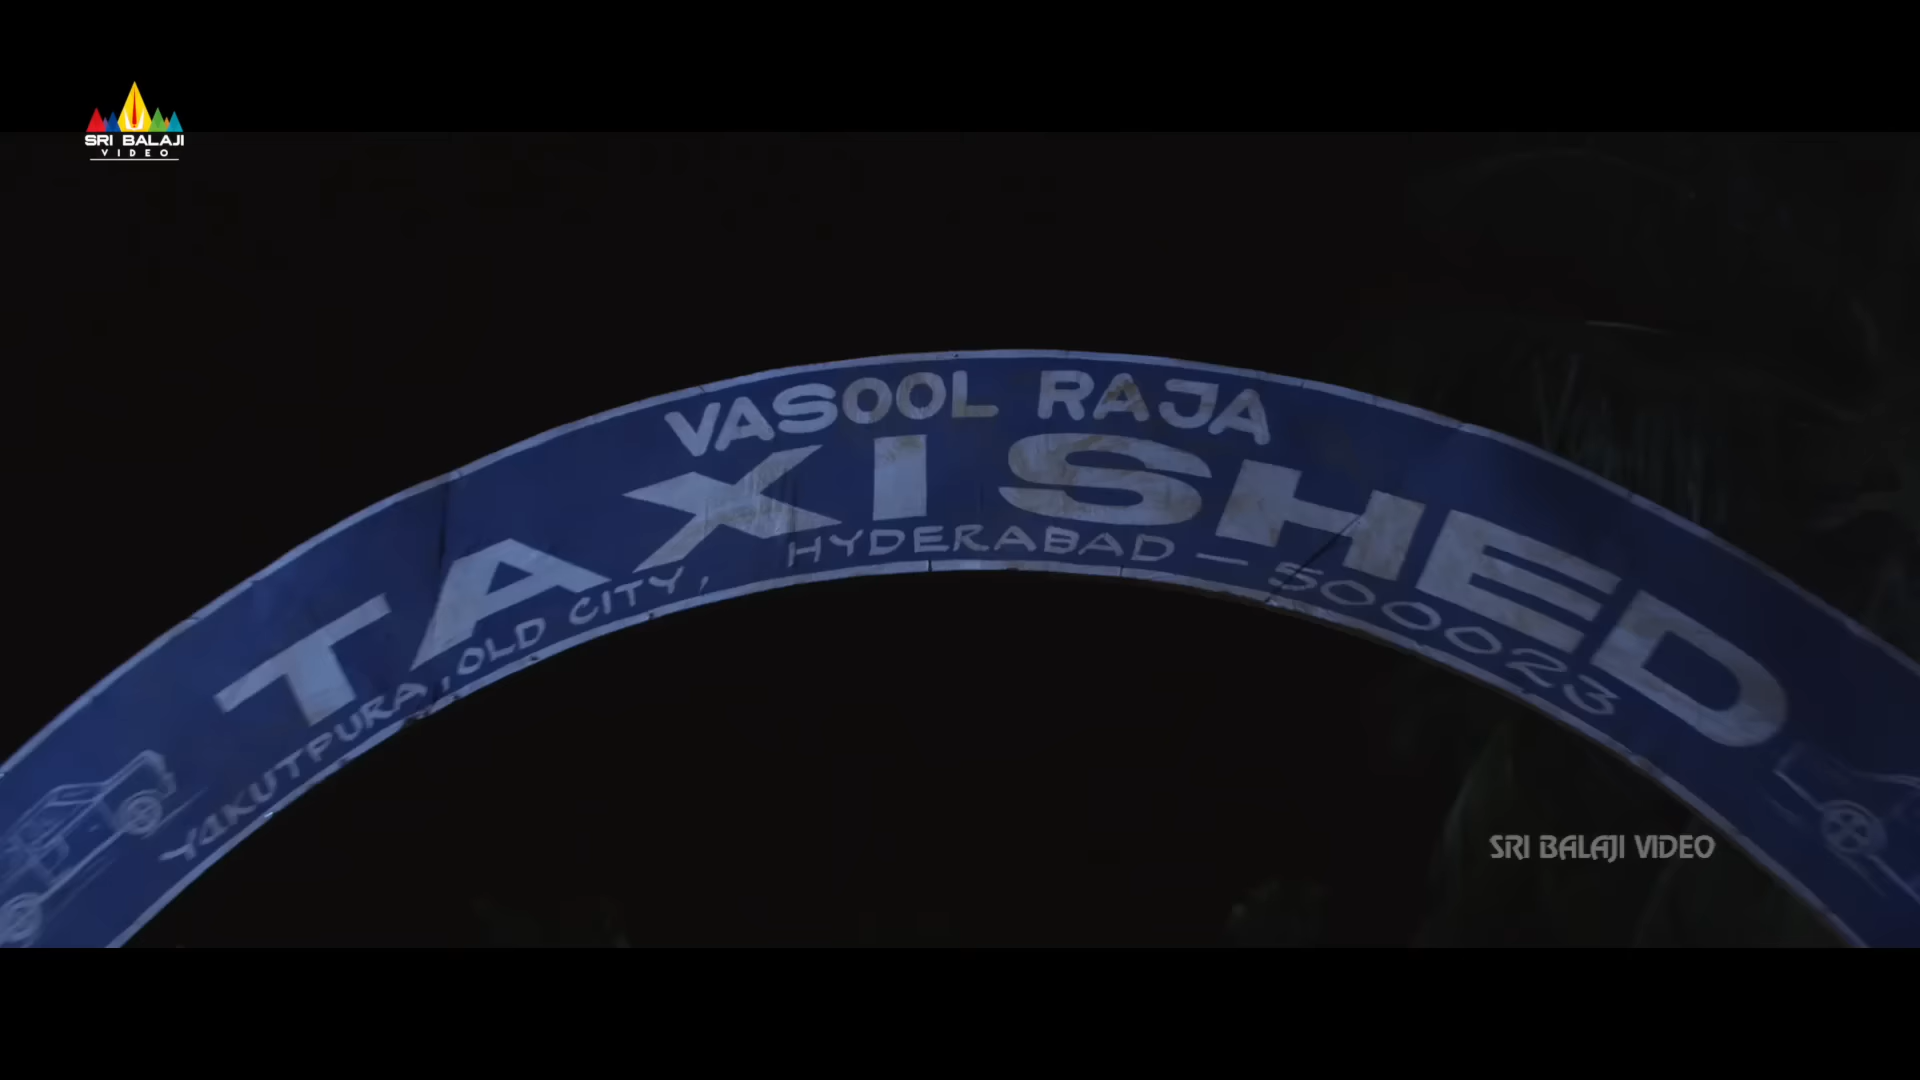 SRI BALAJI
VIDEO
VASOOL RAJA
TAXI SHED
YAKUTPURA, OLD CITY, HYDERABAD - 500023
SRI BALAJI VIDEO